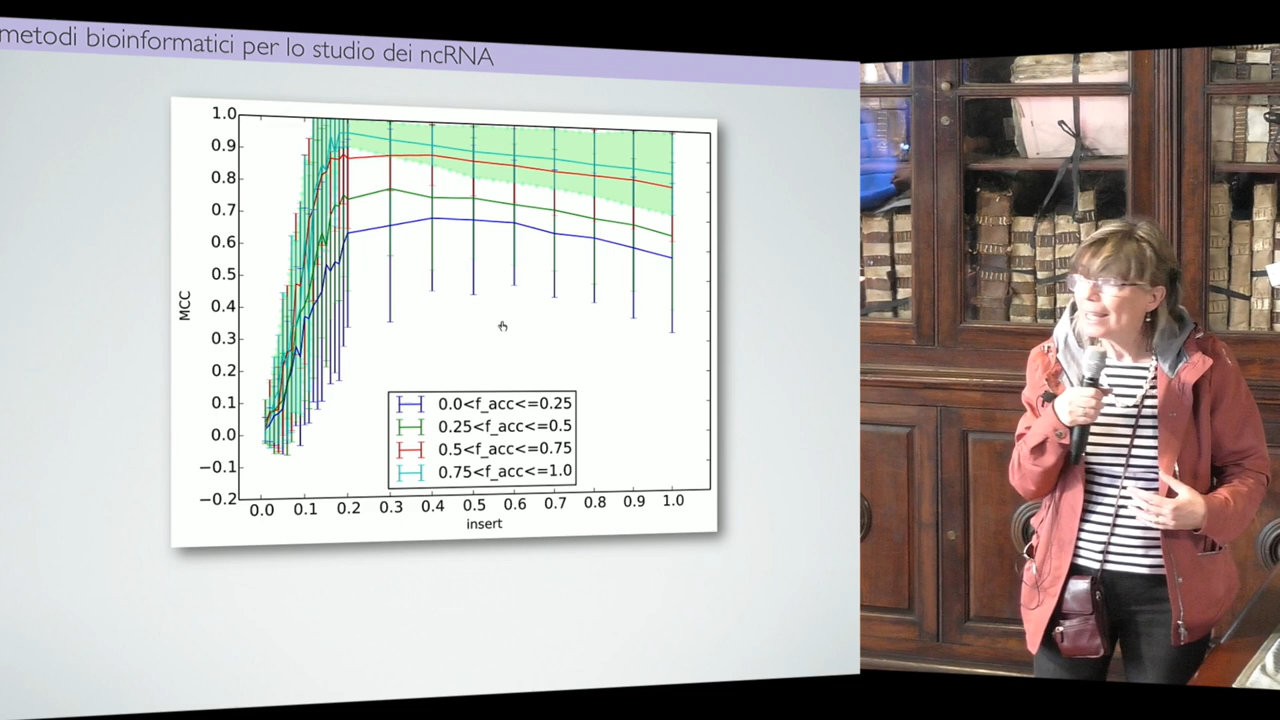 metodi bioinformatici per lo studio dei ncRNA
1.0
0.9
0.8
0.7
0.6
0.5
0.4
0.3
0.2
0.1
0.0
−0.1
−0.2
MCC
0.0<f_acc<=0.25
0.25<f_acc<=0.5
0.5<f_acc<=0.75
0.75<f_acc<=1.0
0.0 0.1 0.2 0.3 0.4 0.5 0.6 0.7 0.8 0.9 1.0
insert